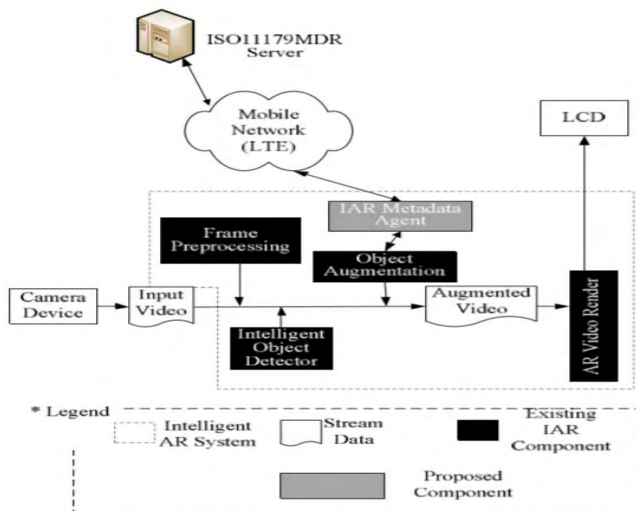 ISO11179MDR
Server
Mobile
Network
(LTE)
LCD
IAR Metadata
Agent
Frame
Preprocessing
Object
Augmentation
Camera
Device
Input
Video
Augmented
Video
AR Video Render
Intelligent
Object
Detector
* Legend
Intelligent
AR System
Stream
Data
Existing
IAR
Component
Proposed
Component